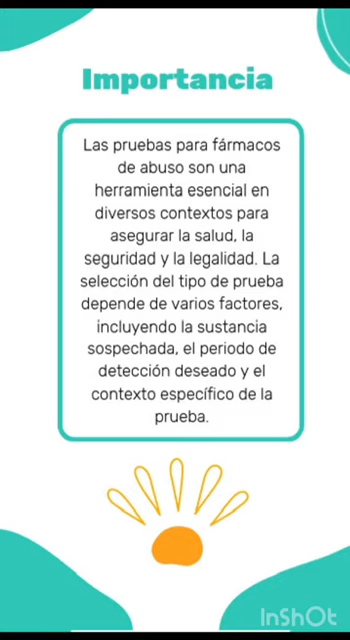 Importancia
Las pruebas para fármacos
de abuso son una
herramienta esencial en
diversos contextos para
asegurar la salud, la
seguridad y la legalidad. La
selección del tipo de prueba
depende de varios factores,
incluyendo la sustancia
sospechada, el periodo de
detección deseado y el
contexto específico de la
prueba.
InShOt